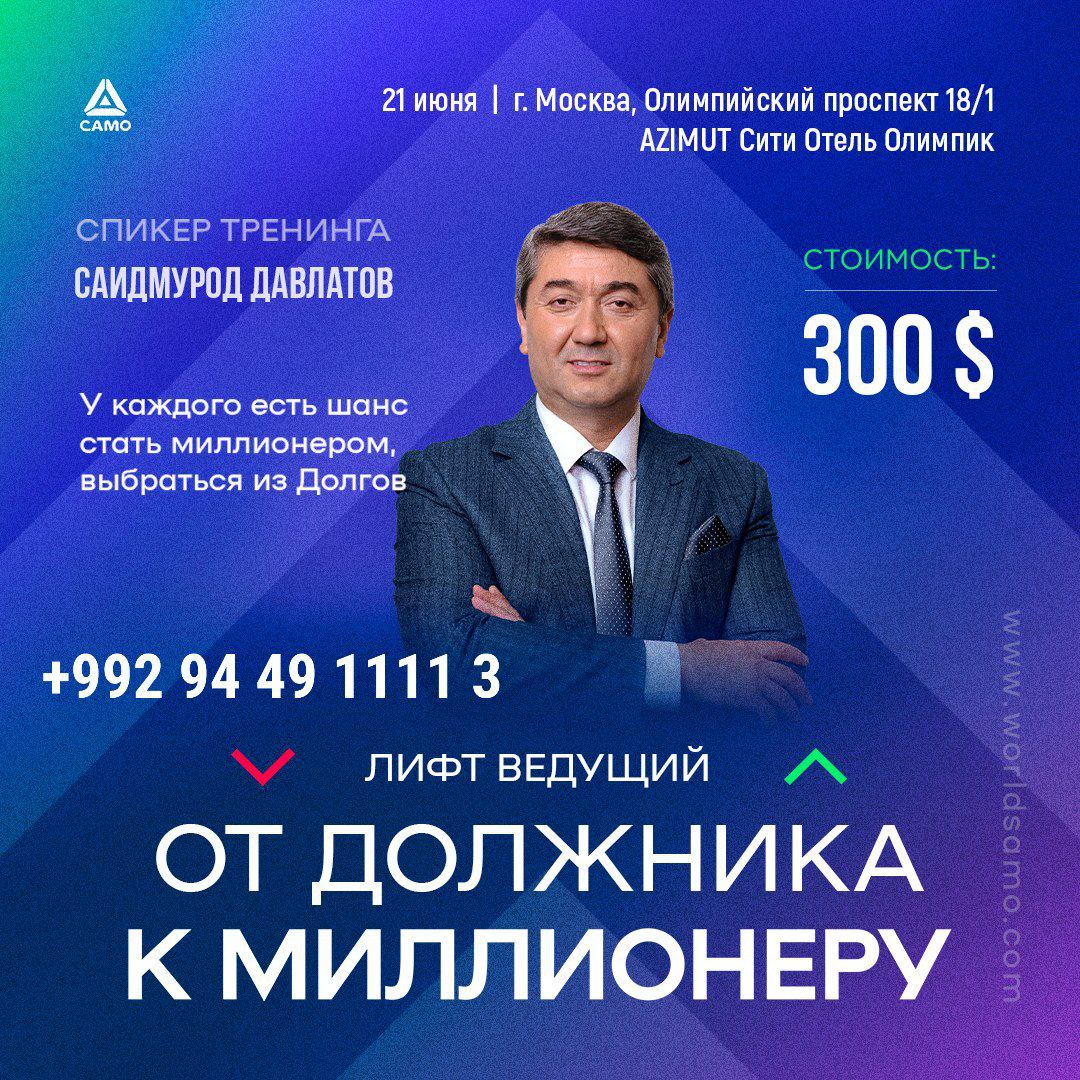 САМО
21 июня | г. Москва, Олимпийский проспект 18/1
AZIMUT Сити Отель Олимпик
СПИКЕР ТРЕНИНГА
САИДМУРОД ДАВЛАТОВ
СТОИМОСТЬ:
300 $
У каждого есть шанс
стать миллионером,
выбраться из Долгов
+992 94 49 1111 3
www.worldsamo.com
ЛИФТ ВЕДУЩИЙ
ОТ ДОЛЖНИКА
К МИЛЛИОНЕРУ